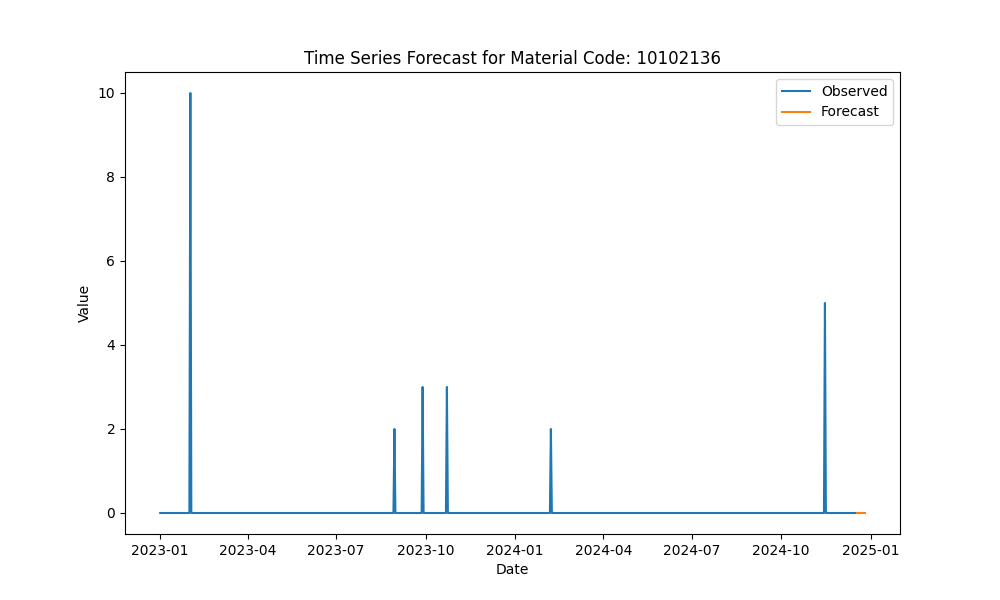 Time Series Forecast for Material Code: 10102136
Observed
Forecast
10
8
6
4
2
0
Value
2023-01 2023-04 2023-07 2023-10 2024-01 2024-04 2024-07 2024-10 2025-01
Date